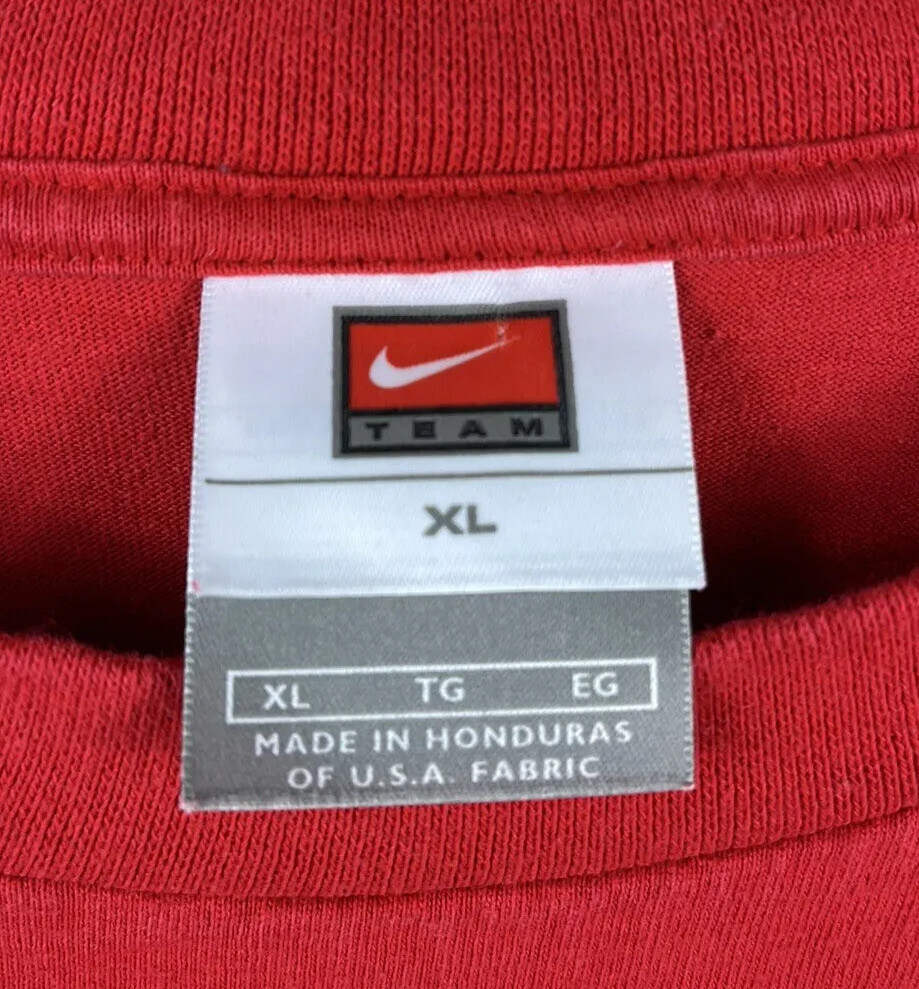 TEAM
XL
XL TG EG
MADE IN HONDURAS
OF U.S.A. FABRIC